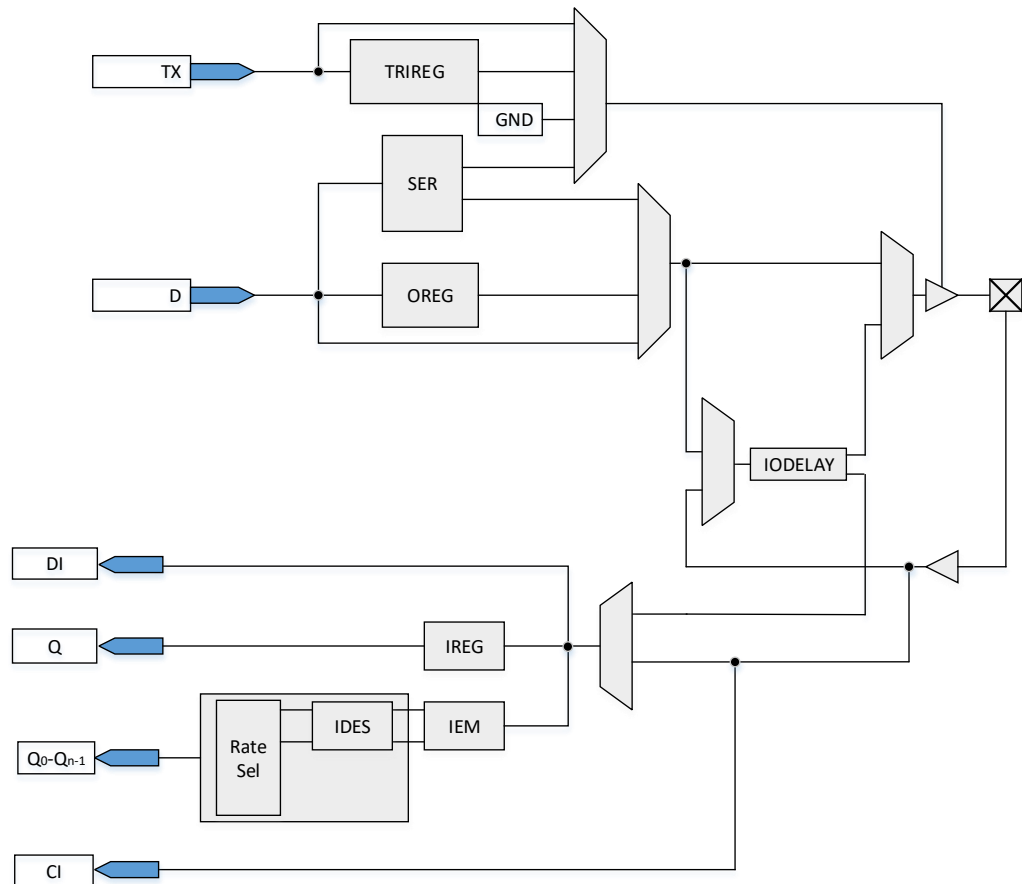 TX
TRIREG
GND
SER
D
OREG
IODELAY
DI
Q
IREG
Rate
Sel
IDES
IEM
Q0-Qn-1
CI